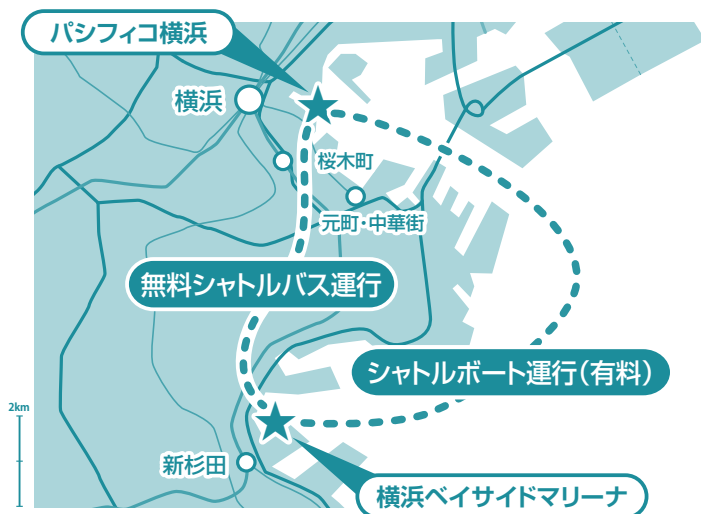 パシフィコ横浜
横浜
桜木町
元町・中華街
無料シャトルバス運行
シャトルボート運行(有料)
2km
新杉田
横浜ベイサイドマリーナ